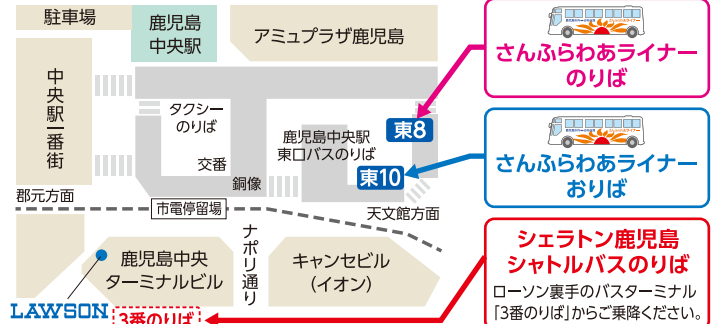 駐車場
鹿児島
中央駅
アミュプラザ鹿児島
さんふらわあライナー
のりば
中央駅一番街
タクシー
のりば
鹿児島中央駅
東口バスのりば
東8
東10
さんふらわあライナー
おりば
交番
銅像
郡元方面
市電停留場
天文館方面
鹿児島中央
ターミナルビル
ナポリ通り
キャンセビル
(イオン)
シェラトン鹿児島
シャトルバスのりば
ローソン裏手のバスターミナル
「3番のりば」からご乗降ください。
LAWSON
3番のりば